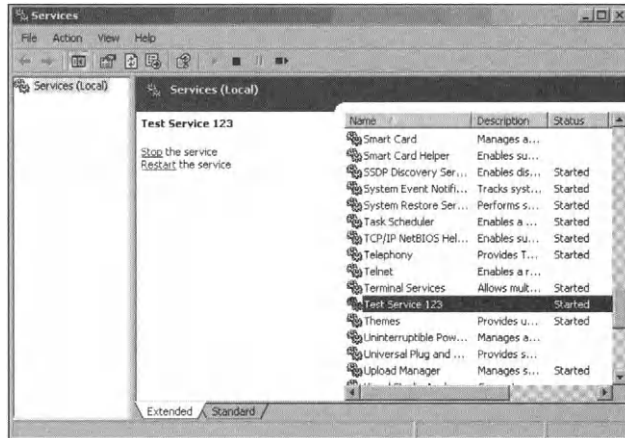 Services
File Action View Help
Services (Local)
Services (Local)
Test Service 123
Stop the service
Restart the service
Name Description Status
Smart Card Manages a...
Smart Card Helper Enables su...
SSDP Discovery Ser... Enables dis... Started
System Event Notifi... Tracks syst... Started
System Restore Ser... Performs s... Started
Task Scheduler Enables a ... Started
TCP/IP NetBIOS Hel... Enables su... Started
Telephony Provides T... Started
Telnet Enables a r...
Terminal Services Allows mult... Started
Test Service 123 Started
Themes Provides u... Started
Uninterruptible Pow... Manages a...
Universal Plug and ... Provides s...
Upload Manager Manages s... Started
Extended Standard